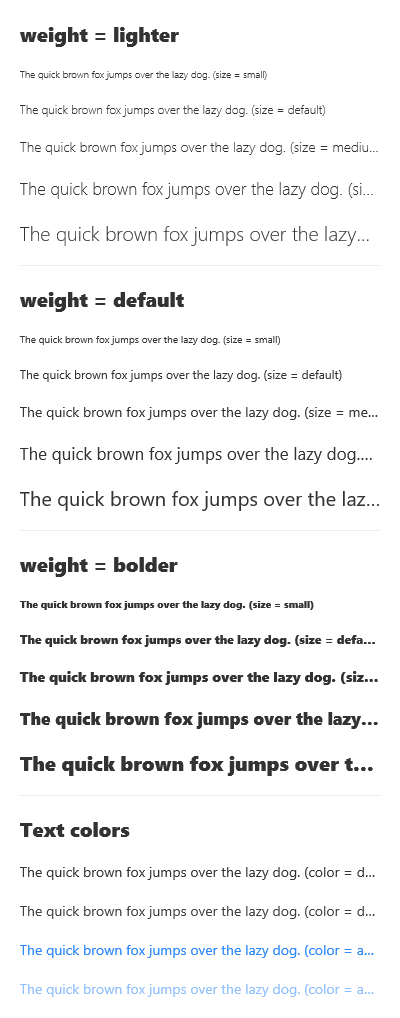 weight = lighter
The quick brown fox jumps over the lazy dog. (size = small)
The quick brown fox jumps over the lazy dog. (size = default)
The quick brown fox jumps over the lazy dog. (size = mediu...
The quick brown fox jumps over the lazy dog. (si...
The quick brown fox jumps over the lazy...
weight = default
The quick brown fox jumps over the lazy dog. (size = small)
The quick brown fox jumps over the lazy dog. (size = default)
The quick brown fox jumps over the lazy dog. (size = me...
The quick brown fox jumps over the lazy dog....
The quick brown fox jumps over the laz...
weight = bolder
The quick brown fox jumps over the lazy dog. (size = small)
The quick brown fox jumps over the lazy dog. (size = defa...
The quick brown fox jumps over the lazy dog. (siz...
The quick brown fox jumps over the lazy...
The quick brown fox jumps over t...
Text colors
The quick brown fox jumps over the lazy dog. (color = d...
The quick brown fox jumps over the lazy dog. (color = d...
The quick brown fox jumps over the lazy dog. (color = a...
The quick brown fox jumps over the lazy dog. (color = a...